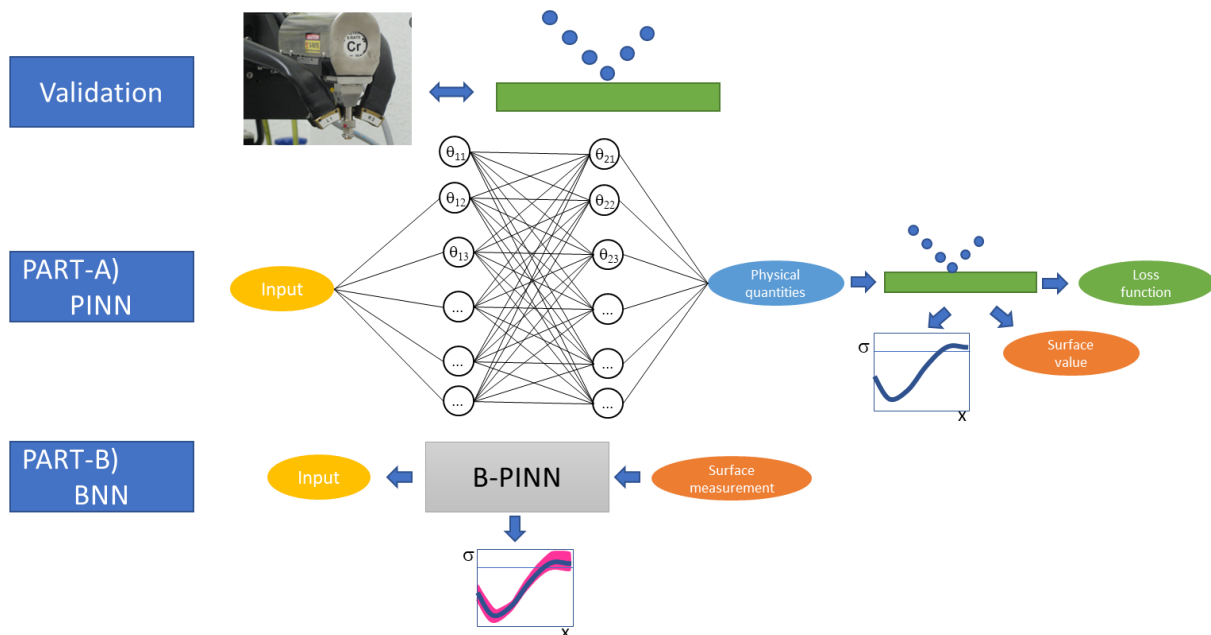 Validation
Cr
θ11
θ21
θ12
θ22
PART-A)
PINN
θ13
θ23
Input
Physical
quantities
Loss
function
...
...
σ
x
Surface
value
...
...
...
...
PART-B)
BNN
Input
B-PINN
Surface
measurement
σ
x